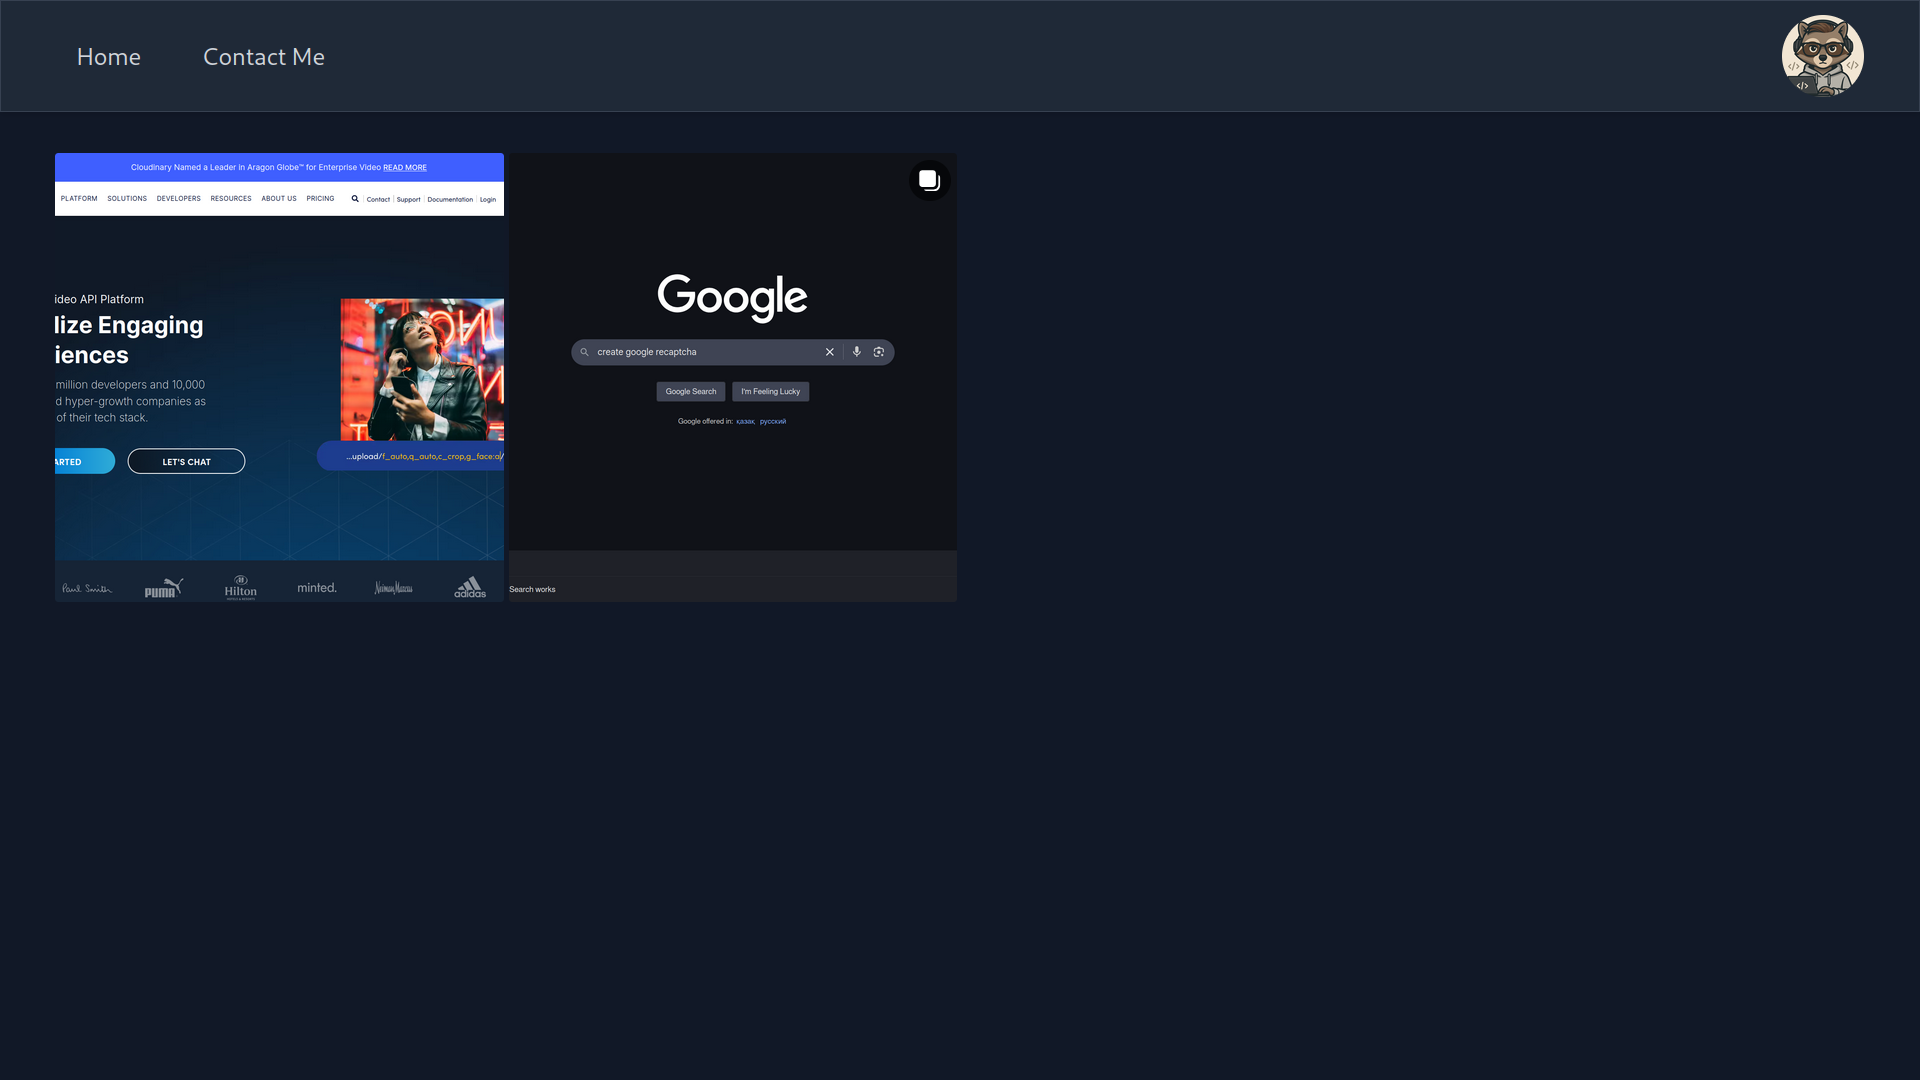 Home Contact Me
</>
</>
</>
Cloudinary Named a Leader in Aragon Globe™ for Enterprise Video READ MORE
PLATFORM SOLUTIONS DEVELOPERS RESOURCES ABOUT US PRICING Contact Support Documentation Login
ideo API Platform
lize Engaging
iences
million developers and 10,000
d hyper-growth companies as
of their tech stack.
ARTED LET'S CHAT
...upload/f_auto,q_auto,c_crop,g_face:a/
Paul Smith PUMA Hilton minted. Neiman Marcus adidas
Google
create google recaptcha
Google Search I'm Feeling Lucky
Google offered in: қазақ русский
Search works